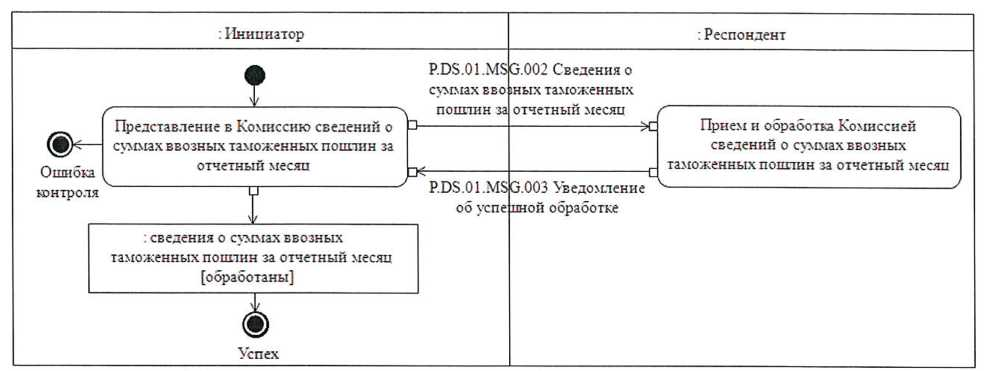 : Инициатор
: Респондент
P.DS.01.MSG.002 Сведения о
суммах ввозных таможенных
пошлин за отчетный месяц
Представление в Комиссию сведений о
суммах ввозных таможенных пошлин за
отчетный месяц
Прием и обработка Комиссией
сведений о суммах ввозных
таможенных пошлин за отчетный месяц
Ошибка
контроля
P.DS.01.MSG.003 Уведомление
об успешной обработке
: сведения о суммах ввозных
таможенных пошлин за отчетный месяц
[обработаны]
Успех